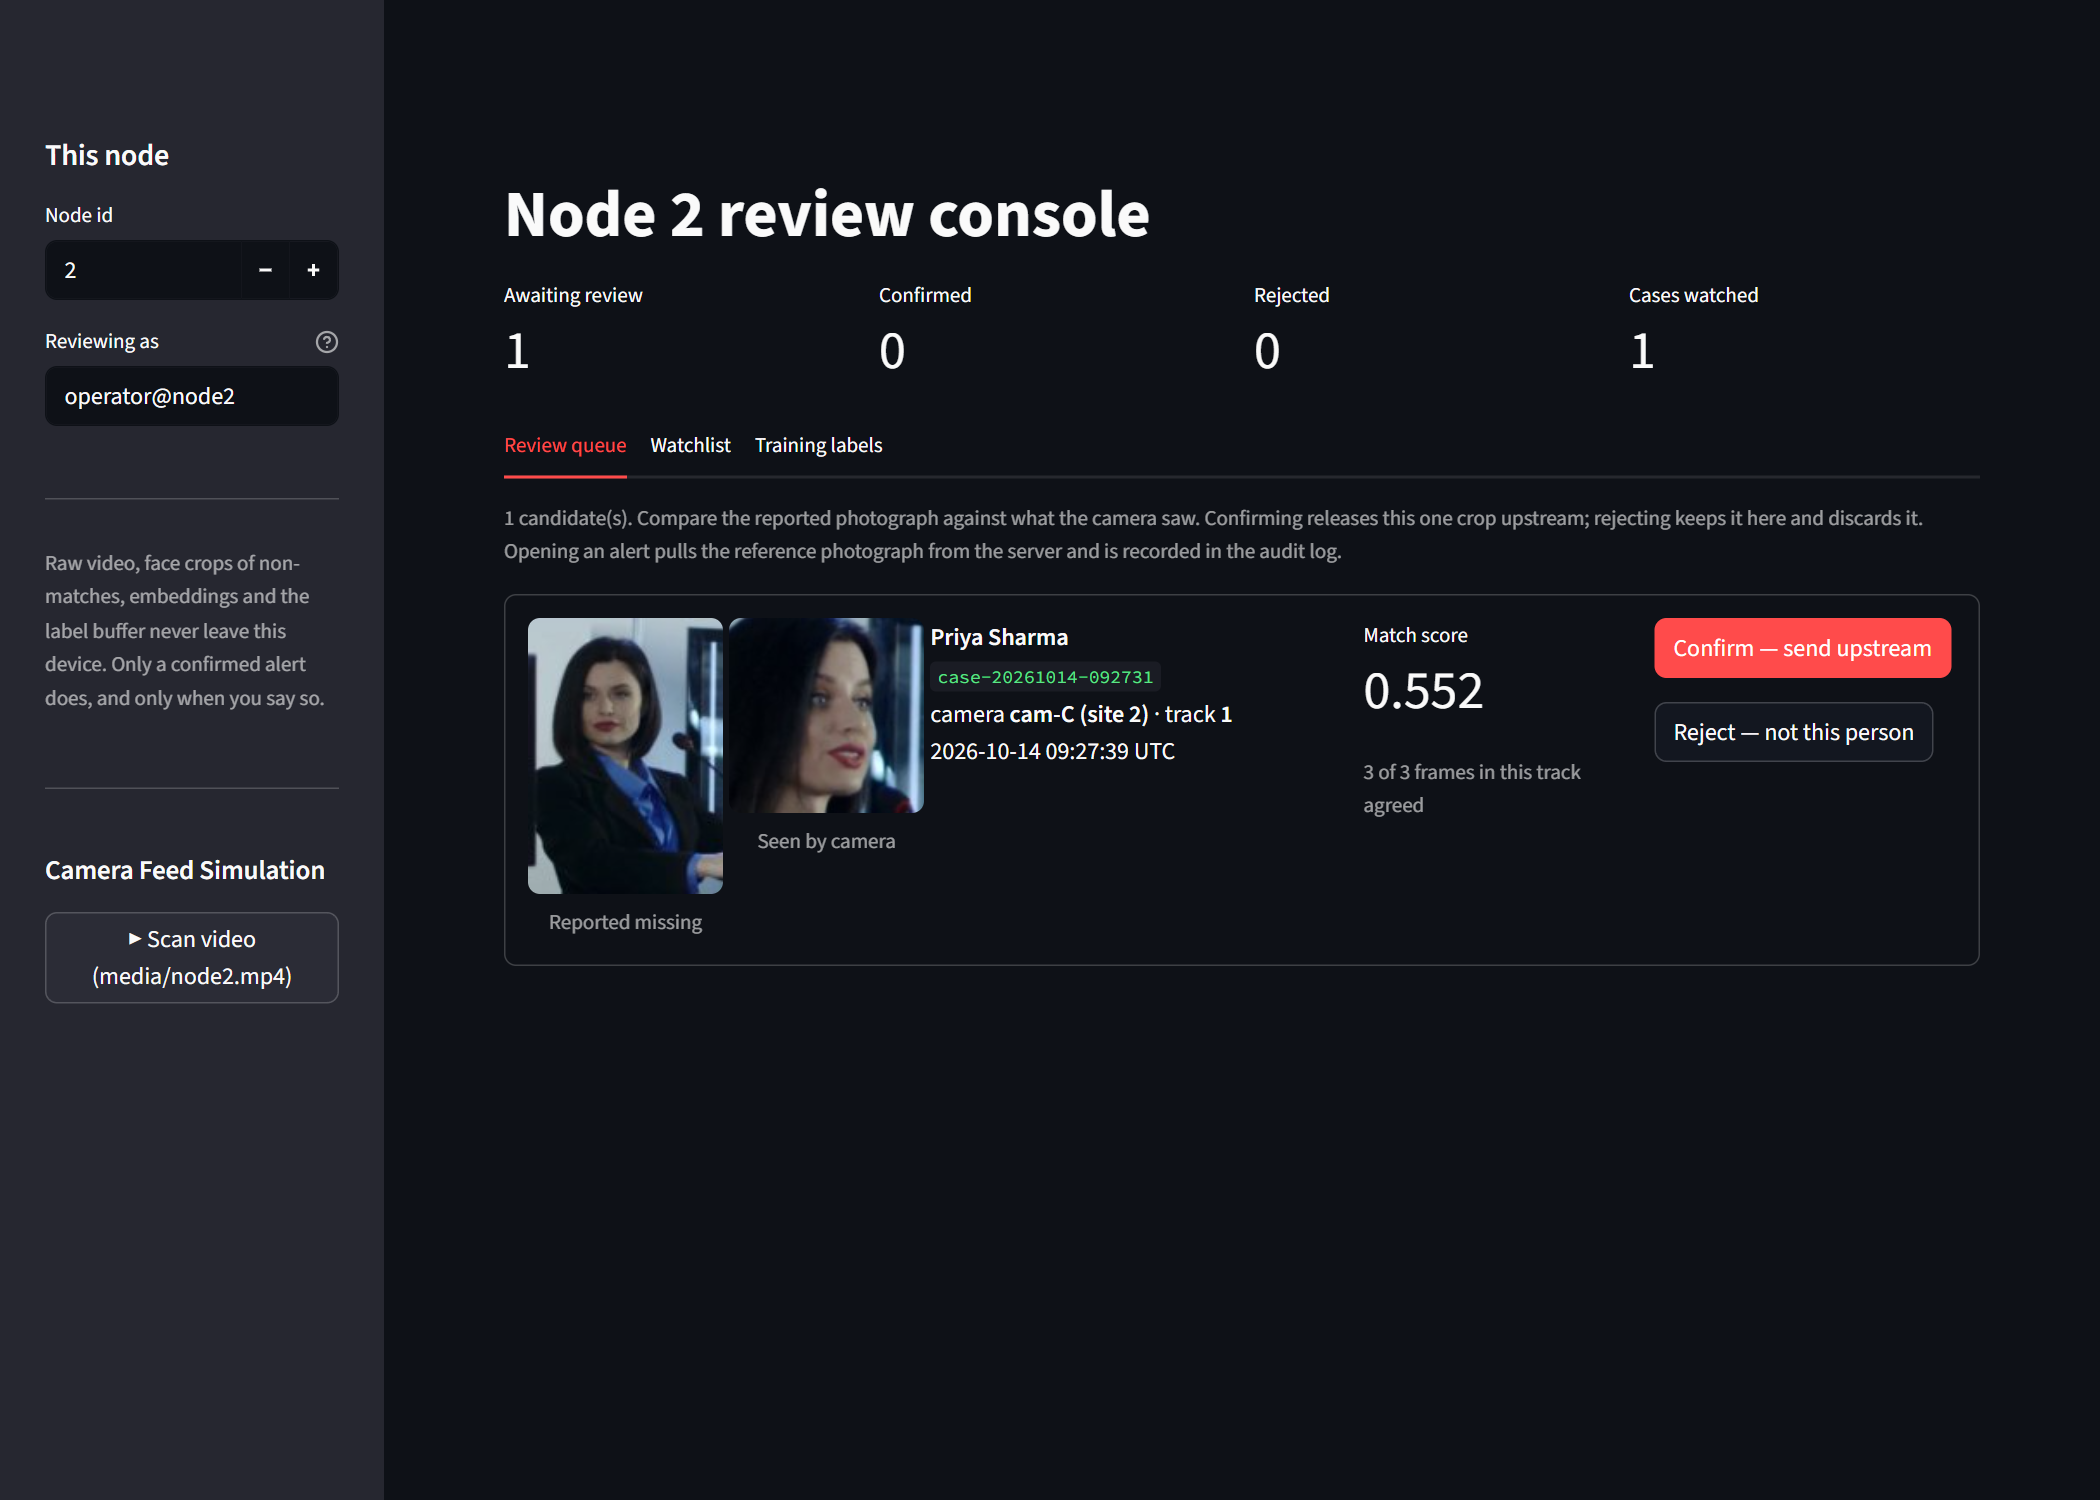 This node
Node id
2
Reviewing as
operator@node2
Raw video, face crops of non-
matches, embeddings and the
label buffer never leave this
device. Only a confirmed alert
does, and only when you say so.
Camera Feed Simulation
Scan video
(media/node2.mp4)
Node 2 review console
Awaiting review
1
Confirmed
0
Rejected
0
Cases watched
1
Review queue Watchlist Training labels
1 candidate(s). Compare the reported photograph against what the camera saw. Confirming releases this one crop upstream; rejecting keeps it here and discards it.
Opening an alert pulls the reference photograph from the server and is recorded in the audit log.
Reported missing
Seen by camera
Priya Sharma
case-20261014-092731
camera cam-C (site 2) · track 1
2026-10-14 09:27:39 UTC
Match score
0.552
3 of 3 frames in this track
agreed
Confirm — send upstream
Reject — not this person